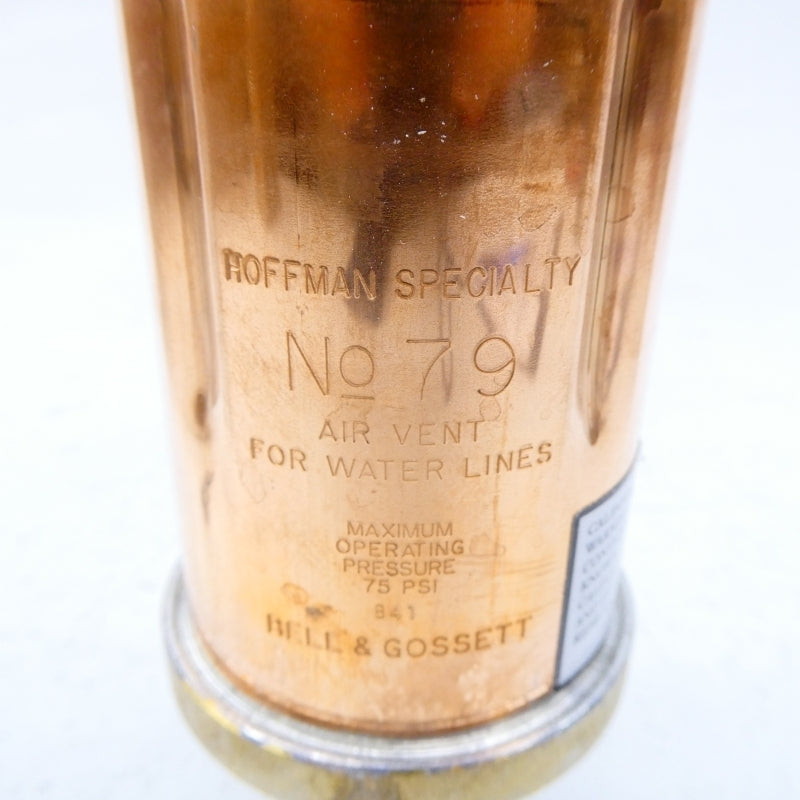 HOFFMAN SPECIALTY
No 79
AIR VENT
FOR WATER LINES
MAXIMUM
OPERATING
PRESSURE
75 PSI
841
BELL & GOSSETT